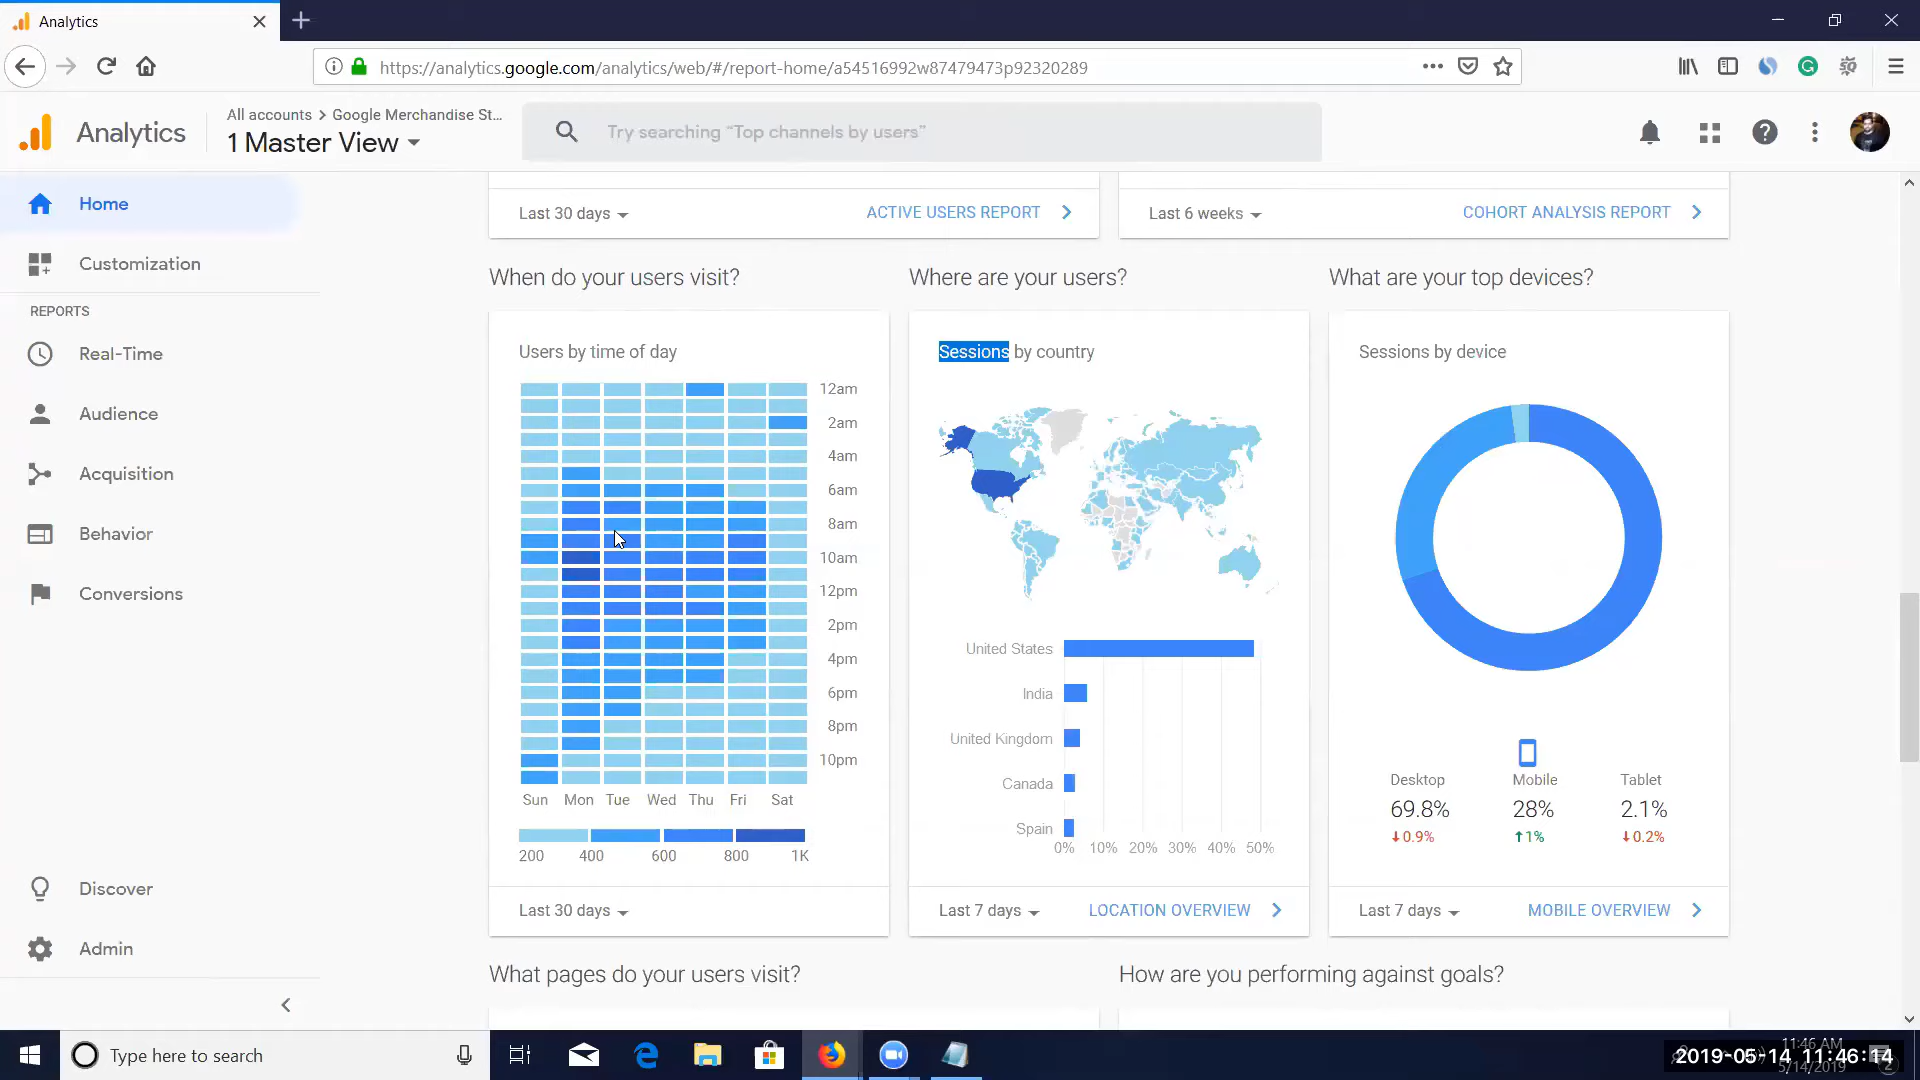 Analytics
https://analytics.google.com/analytics/web/#/report-home/a54516992w87479473p92320289
Analytics
All accounts > Google Merchandise St...
1 Master View
Try searching “Top channels by users”
Home
Customization
REPORTS
Real-Time
Audience
Acquisition
Behavior
Conversions
Discover
Admin
Last 30 days
ACTIVE USERS REPORT
Last 6 weeks
COHORT ANALYSIS REPORT
When do your users visit?
Users by time of day
12am
2am
4am
6am
8am
10am
12pm
2pm
4pm
6pm
8pm
10pm
Sun Mon Tue Wed Thu Fri Sat
200 400 600 800 1K
Last 30 days
Where are your users?
Sessions by country
United States
India
United Kingdom
Canada
Spain
0% 10% 20% 30% 40% 50%
Last 7 days
LOCATION OVERVIEW
What are your top devices?
Sessions by device
Desktop Mobile Tablet
69.8% 28% 2.1%
↓0.9% ↑1% ↓0.2%
Last 7 days
MOBILE OVERVIEW
What pages do your users visit?
How are you performing against goals?
Type here to search
11:46 AM
2019-05-14 11:46:14
5/14/2019
2